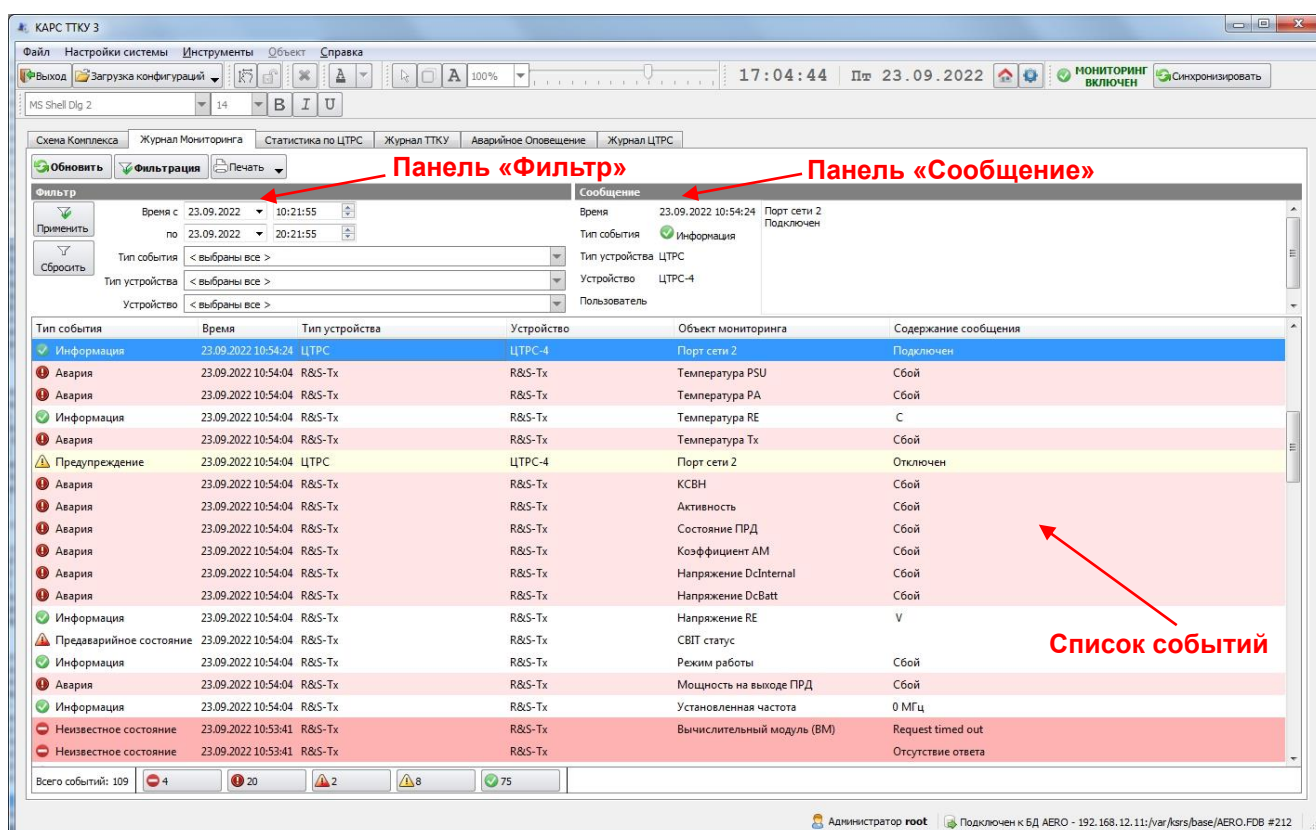 КАРС ТТКУ 3
Файл Настройки системы Инструменты Объект Справка
Выход Загрузка конфигураций 100% 17:04:44 Пт 23.09.2022 МОНИТОРИНГ ВКЛЮЧЕН Синхронизировать
MS Shell Dlg 2 14 B I U
Схема Комплекса Журнал Мониторинга Статистика по ЦТРС Журнал ТТКУ Аварийное Оповещение Журнал ЦТРС
Обновить Фильтрация Печать Панель «Фильтр» Панель «Сообщение»
Фильтр Сообщение
Применить Время с 23.09.2022 10:21:55 Время 23.09.2022 10:54:24 Порт сети 2
Подключен
по 23.09.2022 20:21:55 Тип события Информация
Сбросить Тип события < выбраны все > Тип устройства ЦТРС
Тип устройства < выбраны все > Устройство ЦТРС-4
Устройство < выбраны все > Пользователь
Тип события Время Тип устройства Устройство Объект мониторинга Содержание сообщения
Информация 23.09.2022 10:54:24 ЦТРС ЦТРС-4 Порт сети 2 Подключен
Авария 23.09.2022 10:54:04 R&S-Tx R&S-Tx Температура PSU Сбой
Авария 23.09.2022 10:54:04 R&S-Tx R&S-Tx Температура PA Сбой
Информация 23.09.2022 10:54:04 R&S-Tx R&S-Tx Температура RE C
Авария 23.09.2022 10:54:04 R&S-Tx R&S-Tx Температура Tx Сбой
Предупреждение 23.09.2022 10:54:04 ЦТРС ЦТРС-4 Порт сети 2 Отключен
Авария 23.09.2022 10:54:04 R&S-Tx R&S-Tx КСВН Сбой
Авария 23.09.2022 10:54:04 R&S-Tx R&S-Tx Активность Сбой
Авария 23.09.2022 10:54:04 R&S-Tx R&S-Tx Состояние ПРД Сбой
Авария 23.09.2022 10:54:04 R&S-Tx R&S-Tx Коэффициент АМ Сбой
Авария 23.09.2022 10:54:04 R&S-Tx R&S-Tx Напряжение DcInternal Сбой
Авария 23.09.2022 10:54:04 R&S-Tx R&S-Tx Напряжение DcBatt Сбой
Информация 23.09.2022 10:54:04 R&S-Tx R&S-Tx Напряжение RE V
Предаварийное состояние 23.09.2022 10:54:04 R&S-Tx R&S-Tx CBIT статус
Список событий
Информация 23.09.2022 10:54:04 R&S-Tx R&S-Tx Режим работы Сбой
Авария 23.09.2022 10:54:04 R&S-Tx R&S-Tx Мощность на выходе ПРД Сбой
Информация 23.09.2022 10:54:04 R&S-Tx R&S-Tx Установленная частота 0 МГц
Неизвестное состояние 23.09.2022 10:53:41 R&S-Tx R&S-Tx Вычислительный модуль (ВМ) Request timed out
Неизвестное состояние 23.09.2022 10:53:41 R&S-Tx R&S-Tx Отсутствие ответа
Всего событий: 109 4 20 2 8 75
Администратор root Подключен к БД AERO - 192.168.12.11:/var/ksrs/base/AERO.FDB #212